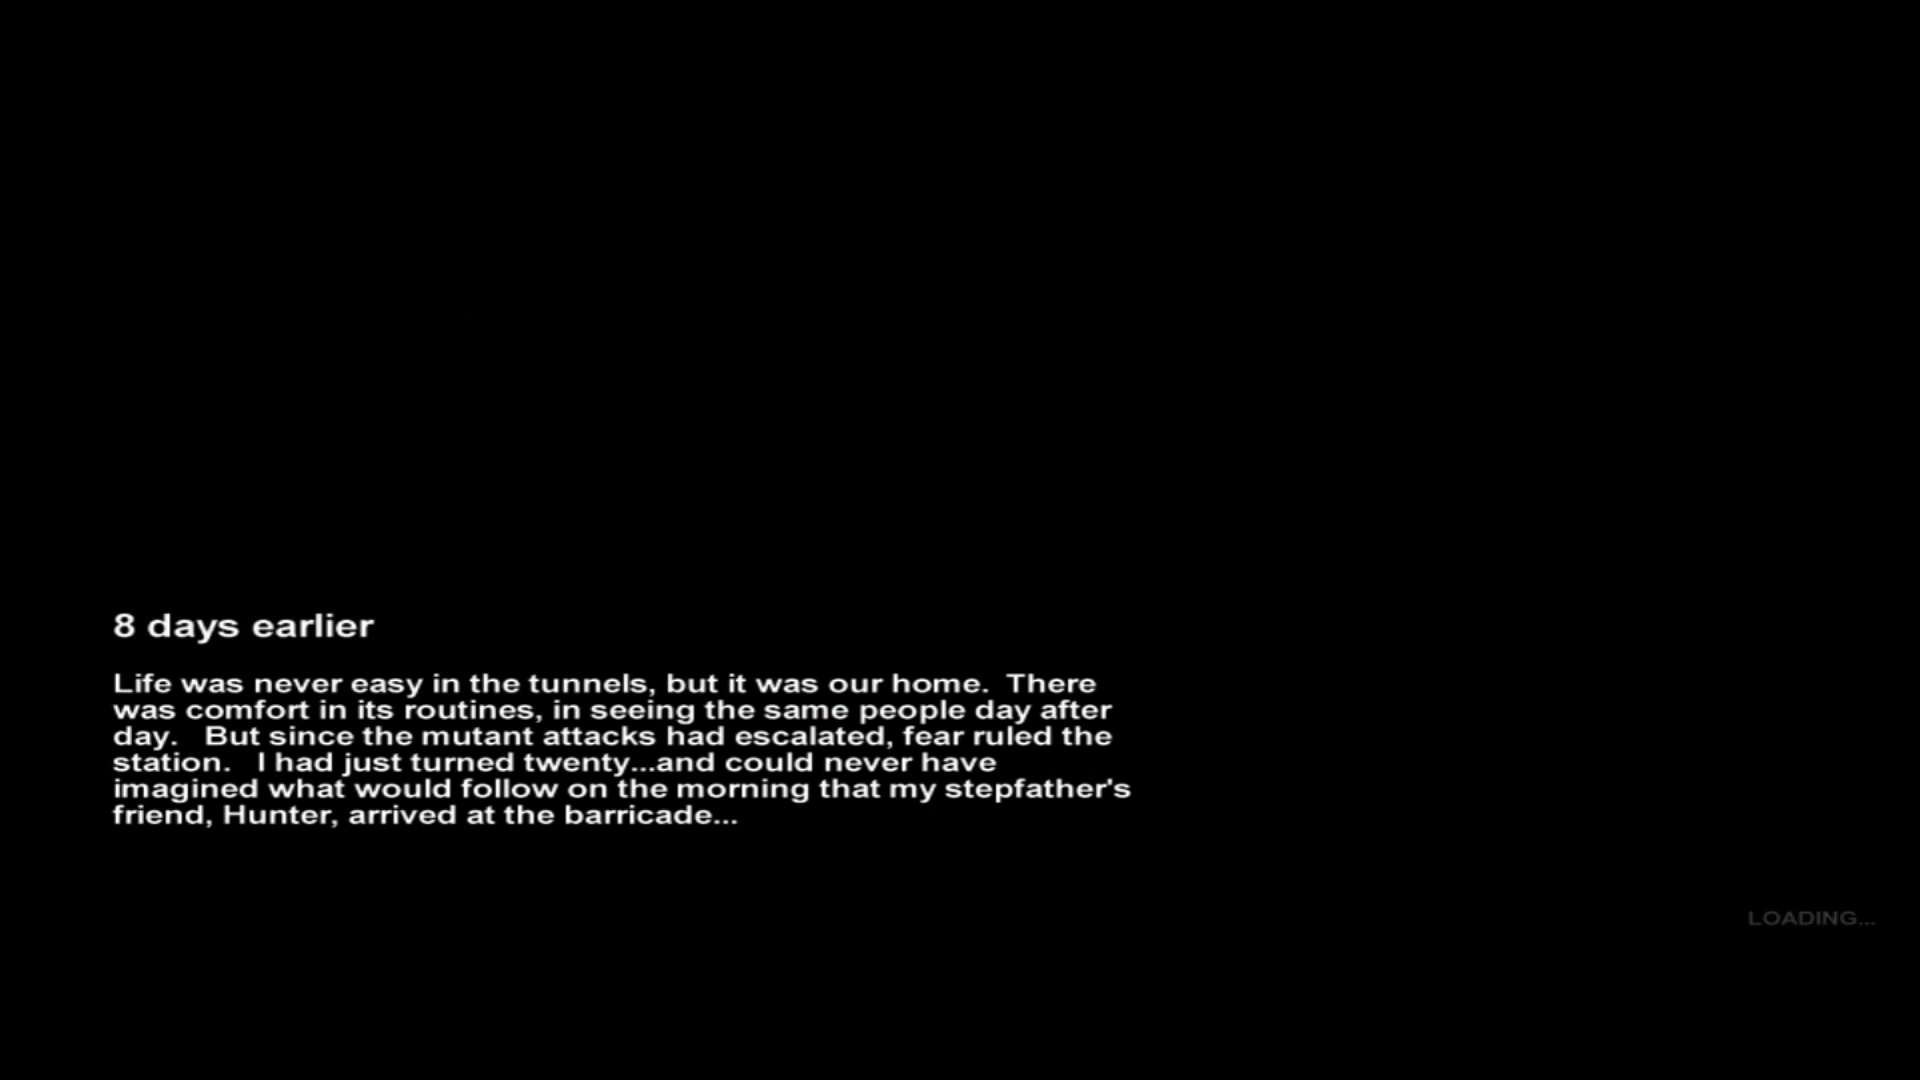 8 days earlier
Life was never easy in the tunnels, but it was our home.  There
was comfort in its routines, in seeing the same people day after
day.   But since the mutant attacks had escalated, fear ruled the
station.   I had just turned twenty...and could never have
imagined what would follow on the morning that my stepfather's
friend, Hunter, arrived at the barricade...
LOADING...